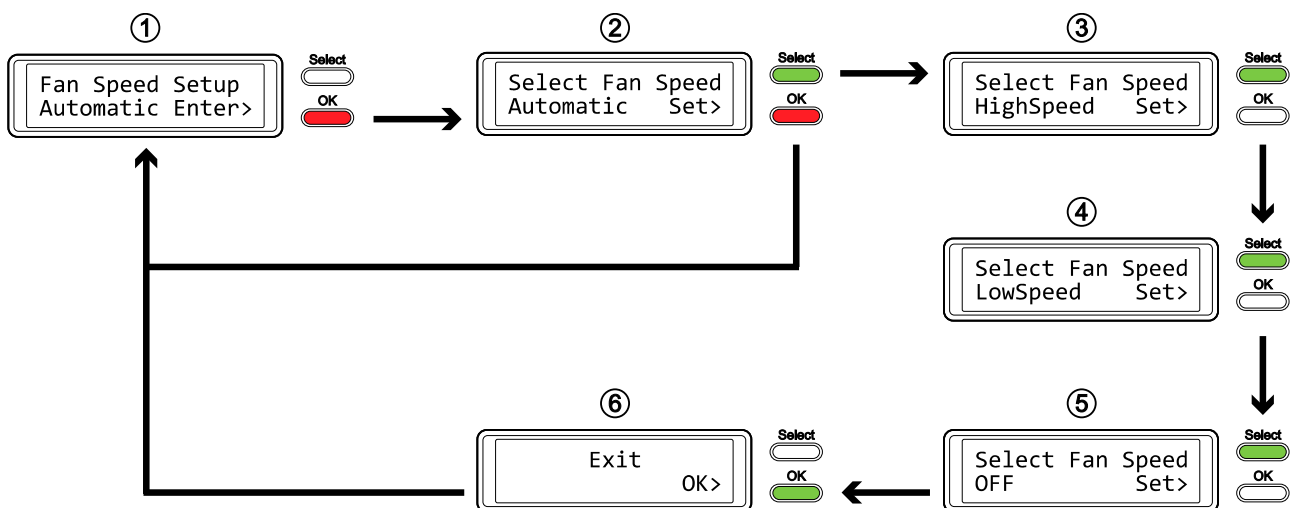 ①
Fan Speed Setup
Automatic Enter>
Select
OK
②
Select Fan Speed
Automatic Set>
Select
OK
③
Select Fan Speed
HighSpeed Set>
Select
OK
④
Select Fan Speed
LowSpeed Set>
Select
OK
⑤
Select Fan Speed
OFF Set>
Select
OK
⑥
Exit
OK>
Select
OK